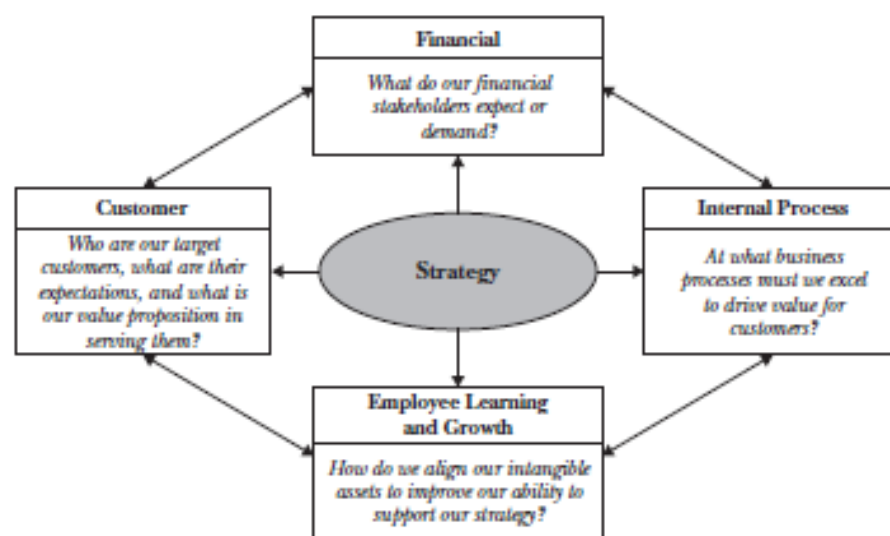 Financial
What do our financial
stakeholders expect or
demand?
Customer
Who are our target
customers, what are their
expectations, and what is
our value proposition in
serving them?
Strategy
Internal Process
At what business
processes must we excel
to drive value for
customers?
Employee Learning
and Growth
How do we align our intangible
assets to improve our ability to
support our strategy?